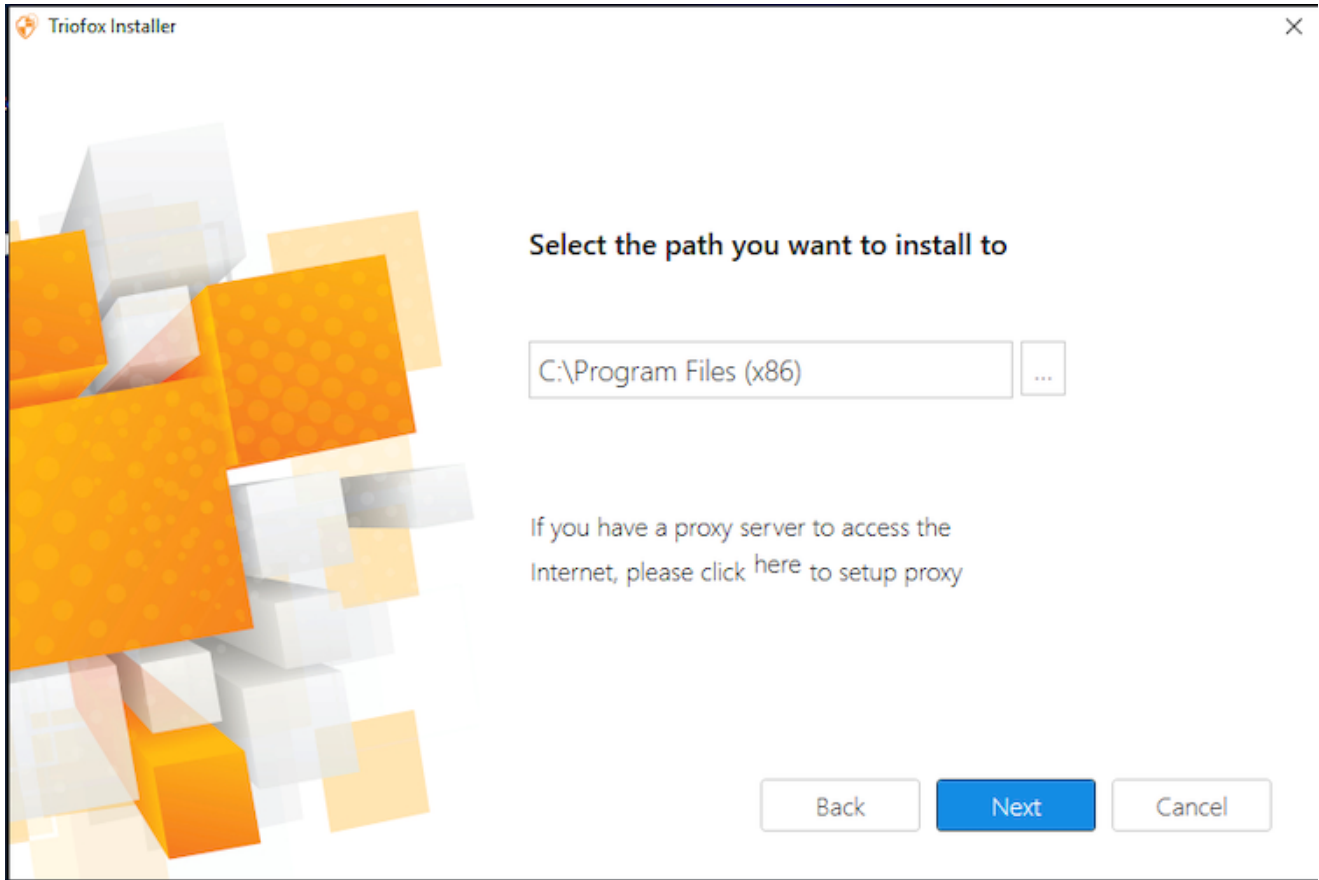 Triofox Installer
Select the path you want to install to
C:\Program Files (x86)
...
If you have a proxy server to access the
Internet, please click here to setup proxy
Back Next Cancel